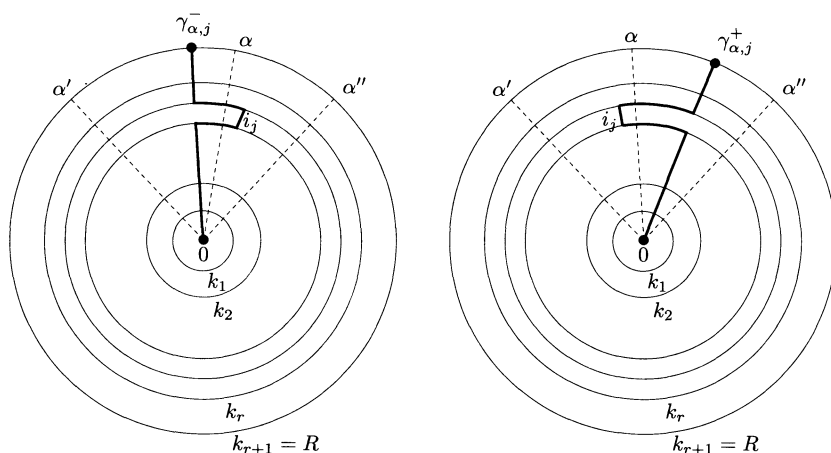 γ⁻_{α,j}
α
α′
α″
i_j
0
k_1
k_2
k_r
k_{r+1} = R
γ⁺_{α,j}
α
α′
α″
i_j
0
k_1
k_2
k_r
k_{r+1} = R